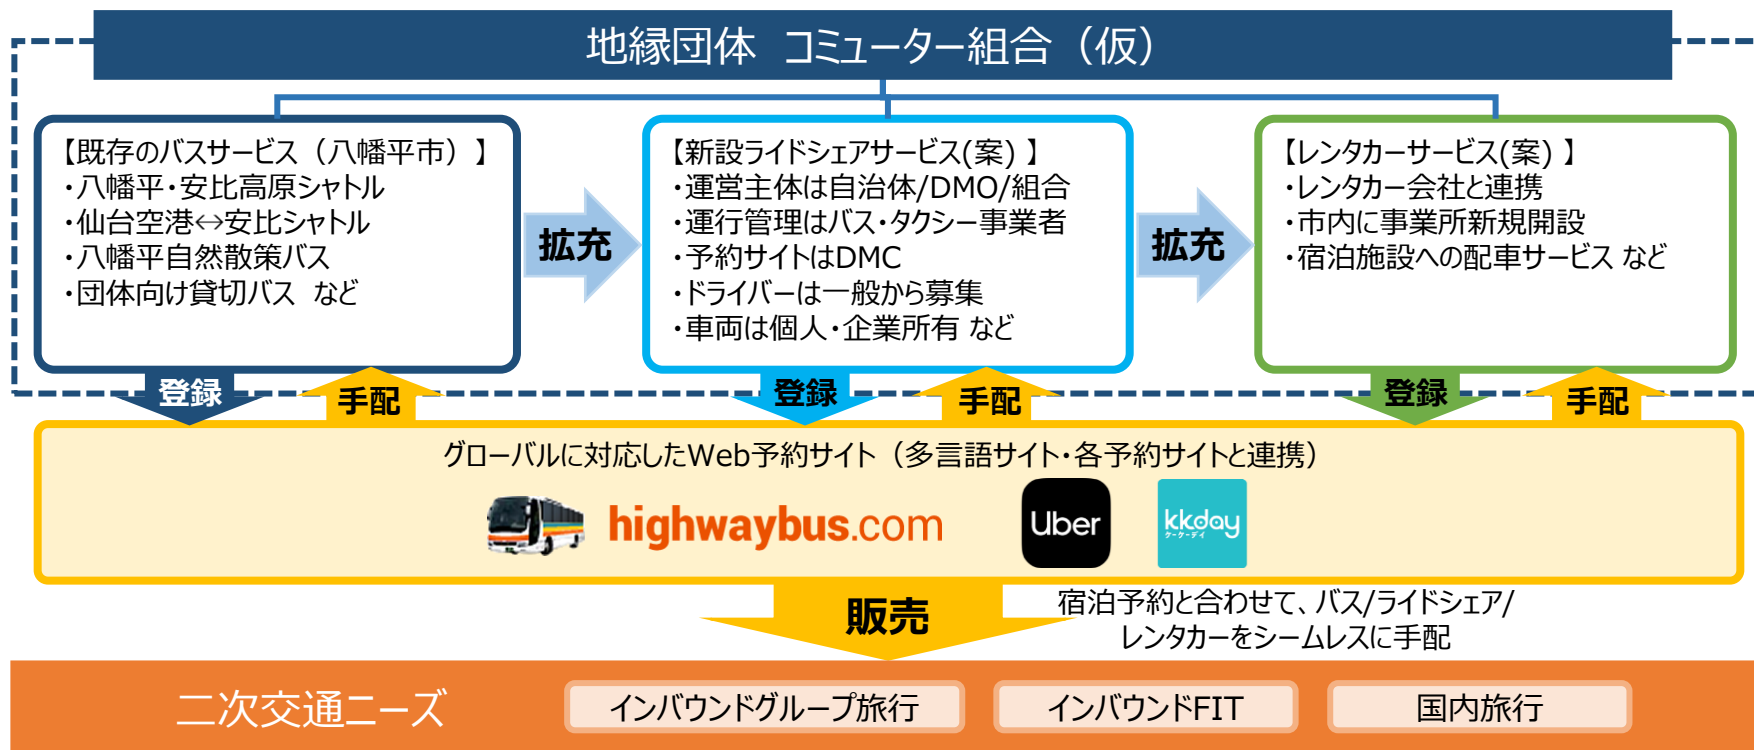 地縁団体 コミューター組合（仮）
【既存のバスサービス（八幡平市）】
・八幡平・安比高原シャトル
・仙台空港↔安比シャトル
・八幡平自然散策バス
・団体向け貸切バス など
拡充
【新設ライドシェアサービス(案)】
・運営主体は自治体/DMO/組合
・運行管理はバス・タクシー事業者
・予約サイトはDMC
・ドライバーは一般から募集
・車両は個人・企業所有 など
拡充
【レンタカーサービス(案)】
・レンタカー会社と連携
・市内に事業所新規開設
・宿泊施設への配車サービス など
登録
手配
登録
手配
登録
手配
グローバルに対応したWeb予約サイト（多言語サイト・各予約サイトと連携）
highwaybus.com
Uber
kkday
ケーケーデイ
販売
宿泊予約と合わせて、バス/ライドシェア/
レンタカーをシームレスに手配
二次交通ニーズ
インバウンドグループ旅行
インバウンドFIT
国内旅行